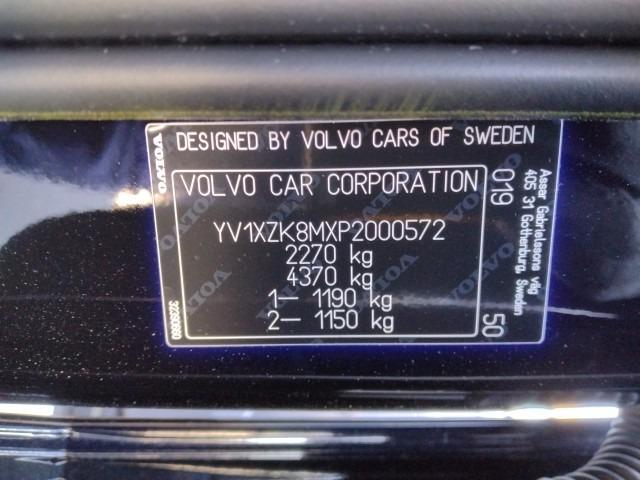 VOLVO
DESIGNED BY VOLVO CARS OF SWEDEN
VOLVO CAR CORPORATION
YV1XZK8MXP2000572
2270 kg
4370 kg
1– 1190 kg
2– 1150 kg
019
50
Assar Gabrielssons väg
405 31 Gothenburg, Sweden